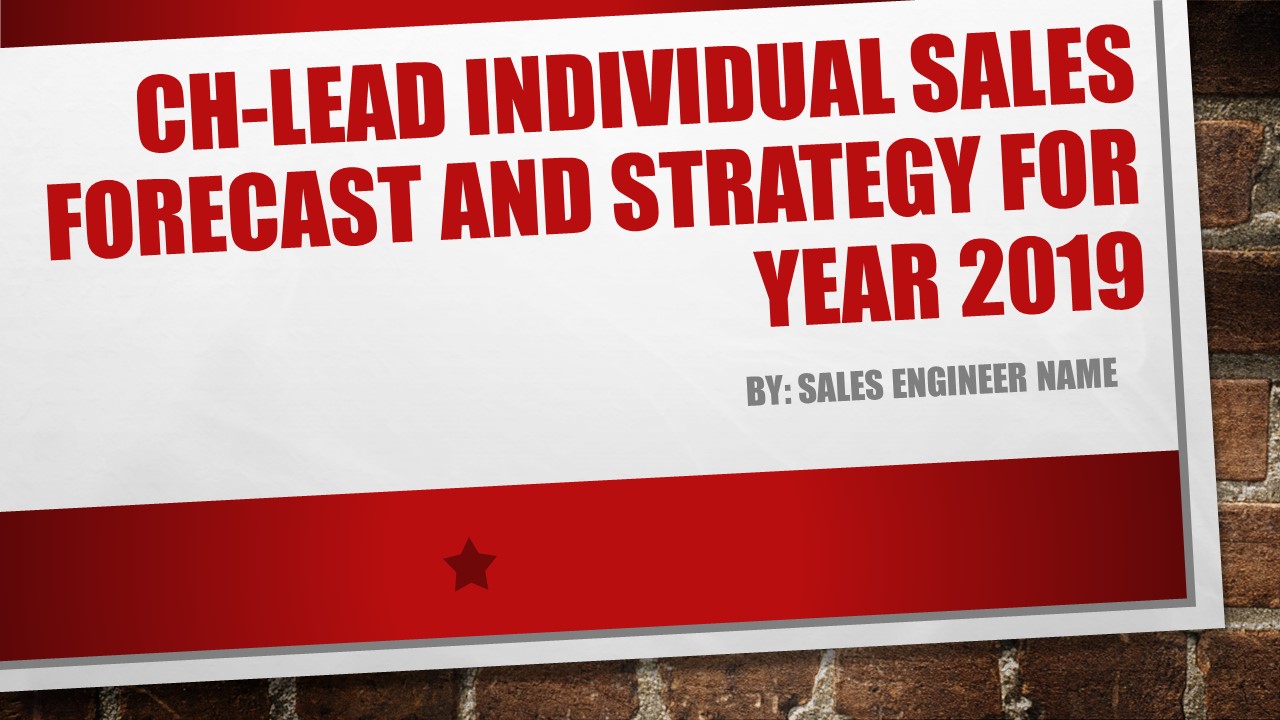 CH-LEAD INDIVIDUAL SALES
FORECAST AND STRATEGY FOR
YEAR 2019
BY: SALES ENGINEER NAME